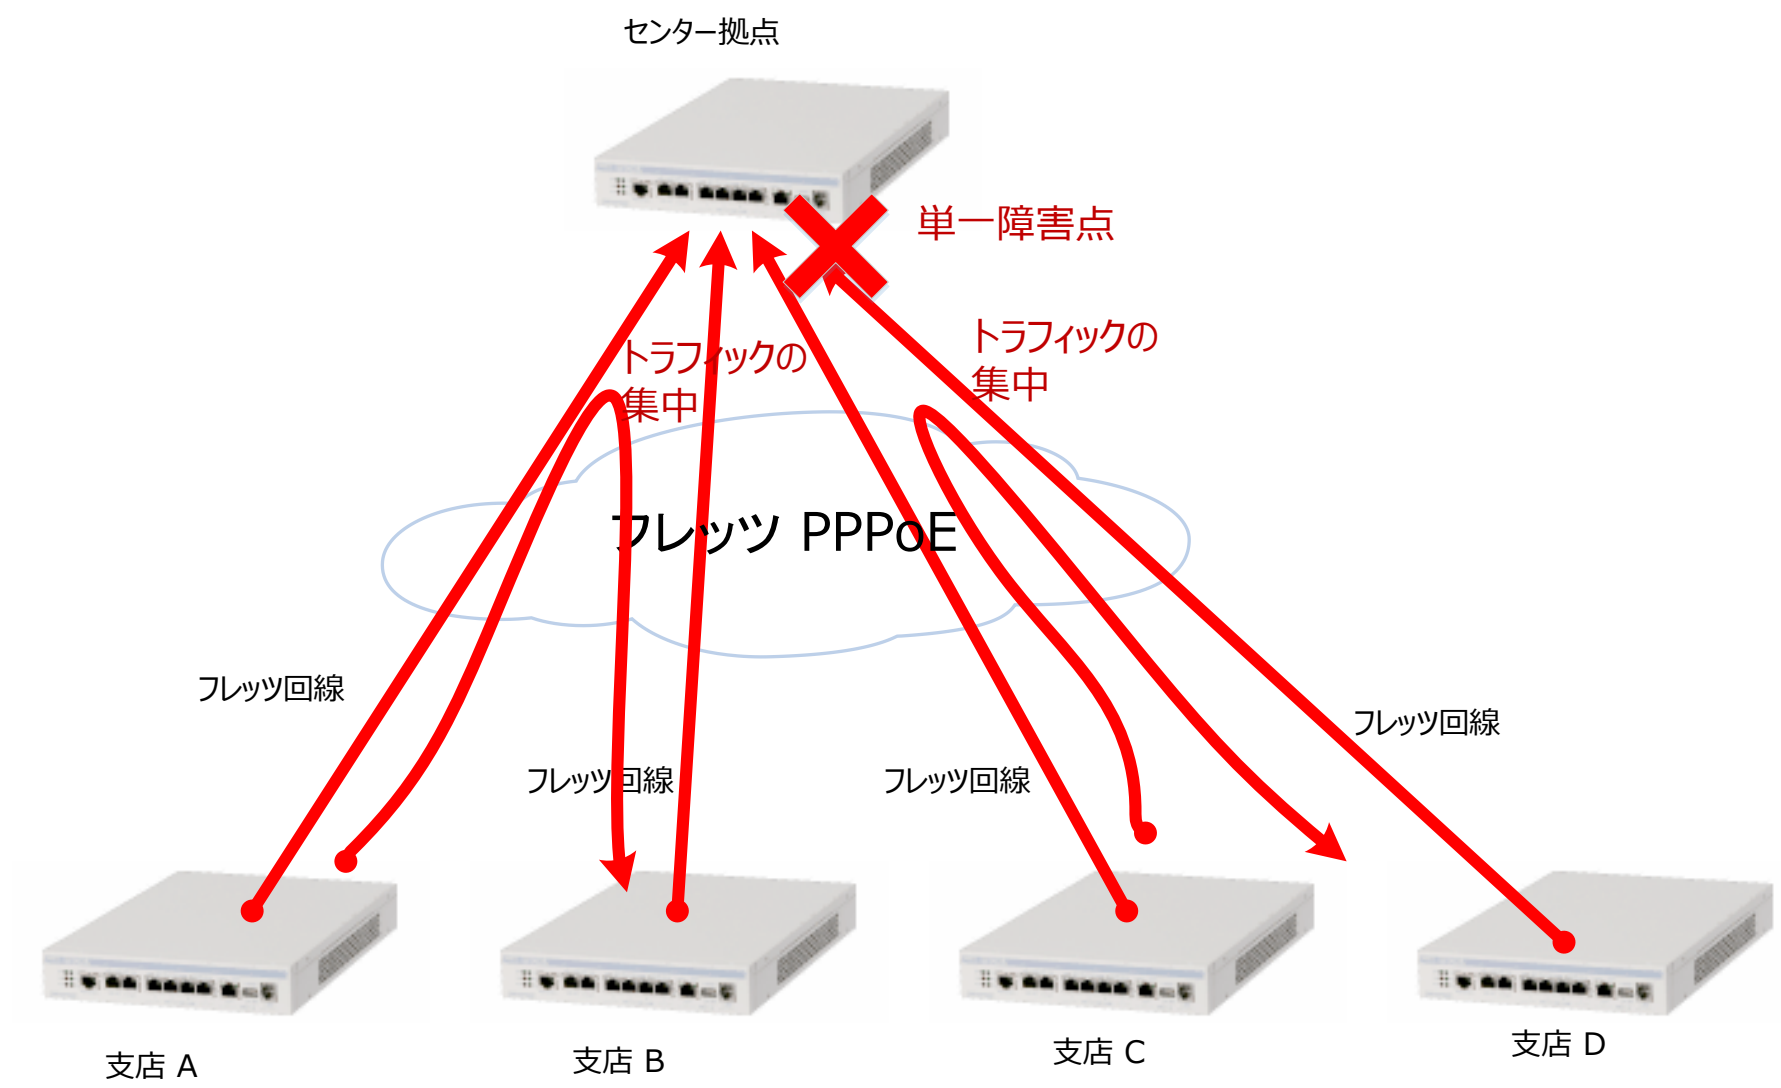 センター拠点
単一障害点
トラフィックの
集中
トラフィックの
集中
フレッツ PPPoE
フレッツ回線
フレッツ回線
フレッツ回線
フレッツ回線
支店 A
支店 B
支店 C
支店 D